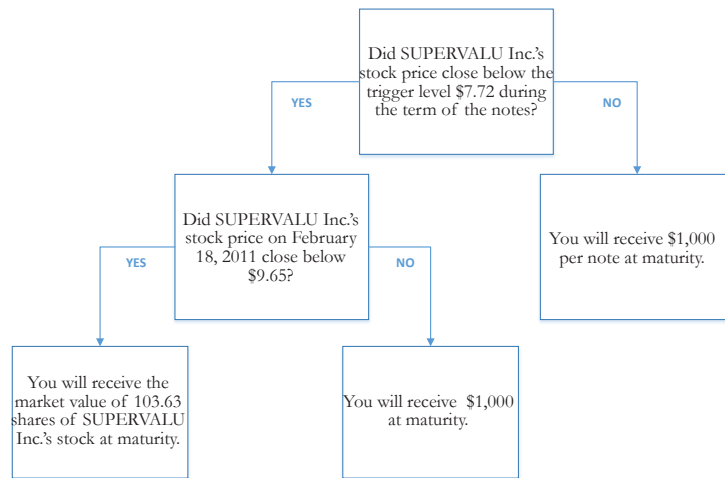 Did SUPERVALU Inc.'s
stock price close below the
trigger level $7.72 during
the term of the notes?
YES
NO
Did SUPERVALU Inc.'s
stock price on February
18, 2011 close below
$9.65?
You will receive $1,000
per note at maturity.
YES
NO
You will receive the
market value of 103.63
shares of SUPERVALU
Inc.'s stock at maturity.
You will receive $1,000
at maturity.